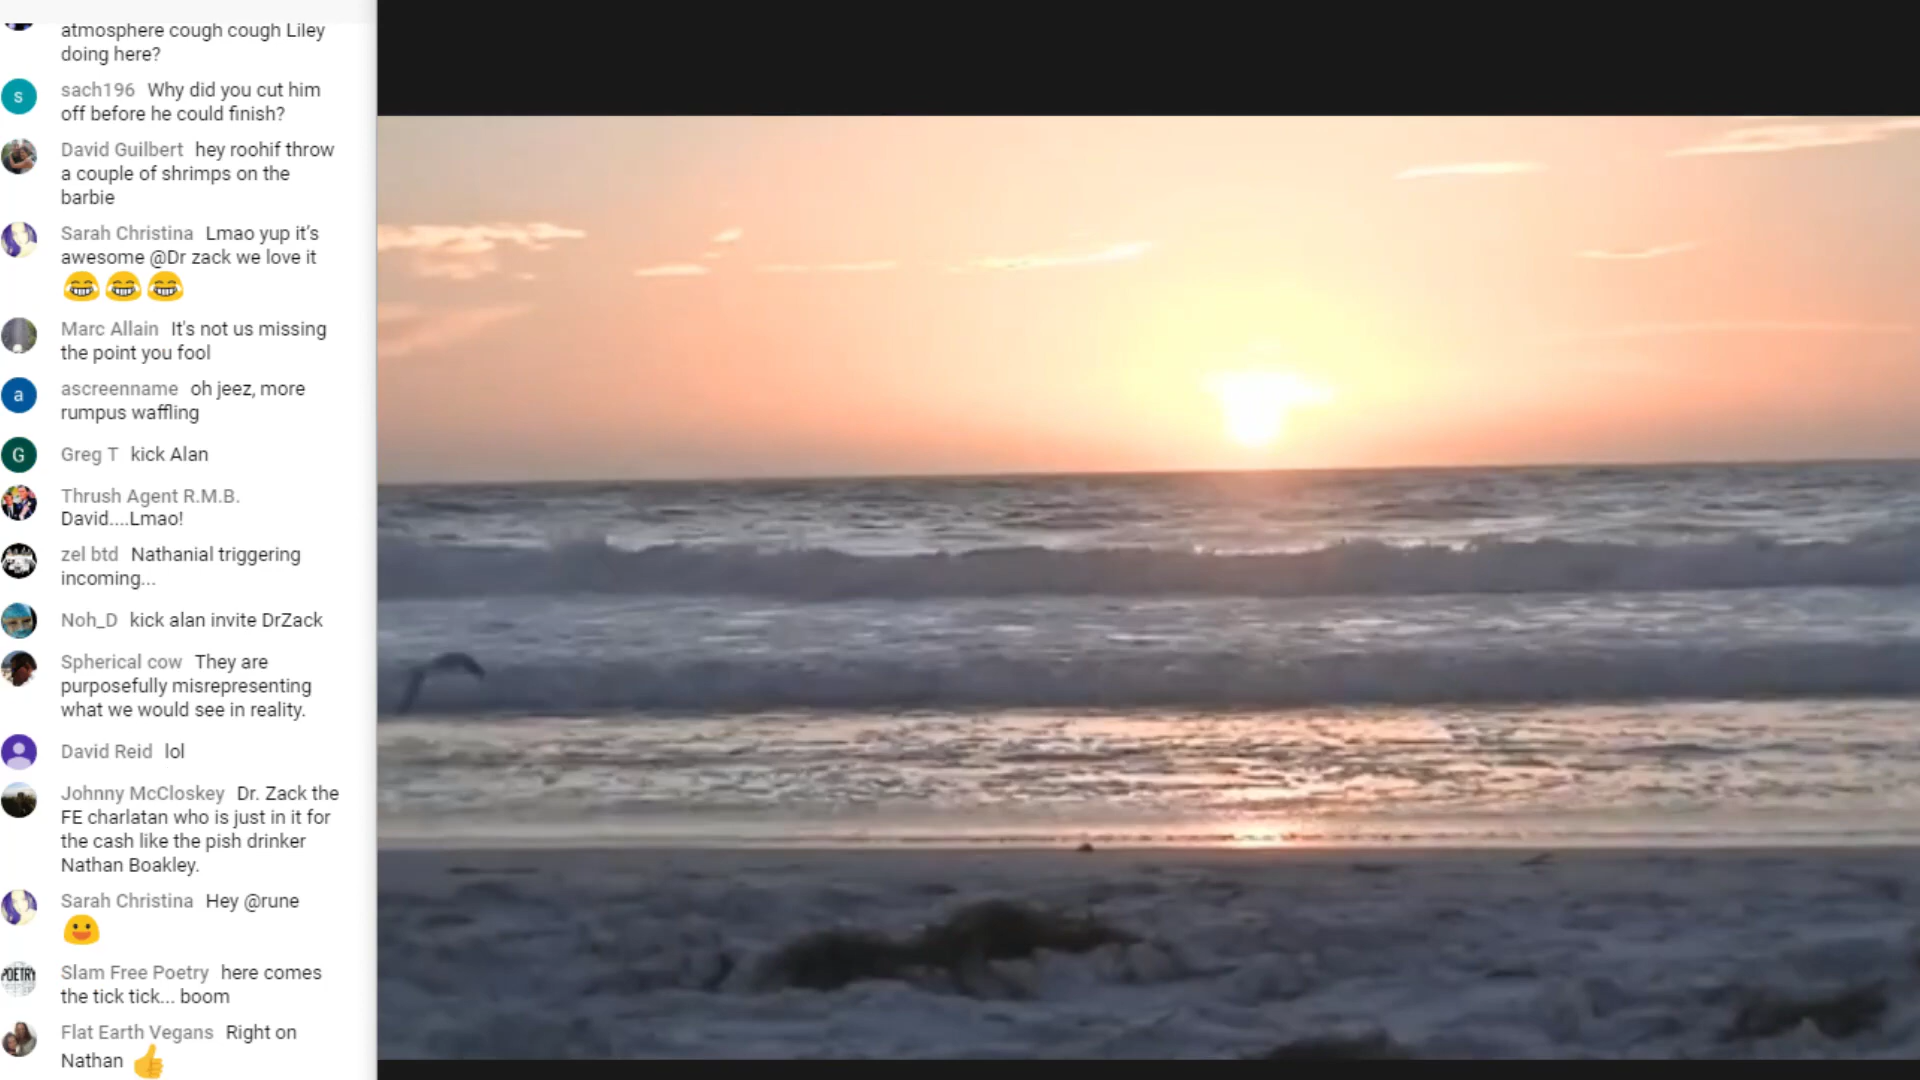 atmosphere cough cough Liley
doing here?
s
sach196 Why did you cut him
off before he could finish?
David Guilbert hey roohif throw
a couple of shrimps on the
barbie
Sarah Christina Lmao yup it's
awesome @Dr zack we love it
Marc Allain It's not us missing
the point you fool
a
ascreenname oh jeez, more
rumpus waffling
G
Greg T kick Alan
Thrush Agent R.M.B.
David....Lmao!
zel btd Nathanial triggering
incoming...
Noh_D kick alan invite DrZack
Spherical cow They are
purposefully misrepresenting
what we would see in reality.
David Reid lol
Johnny McCloskey Dr. Zack the
FE charlatan who is just in it for
the cash like the pish drinker
Nathan Boakley.
Sarah Christina Hey @rune
POETRY
Slam Free Poetry here comes
the tick tick... boom
Flat Earth Vegans Right on
Nathan